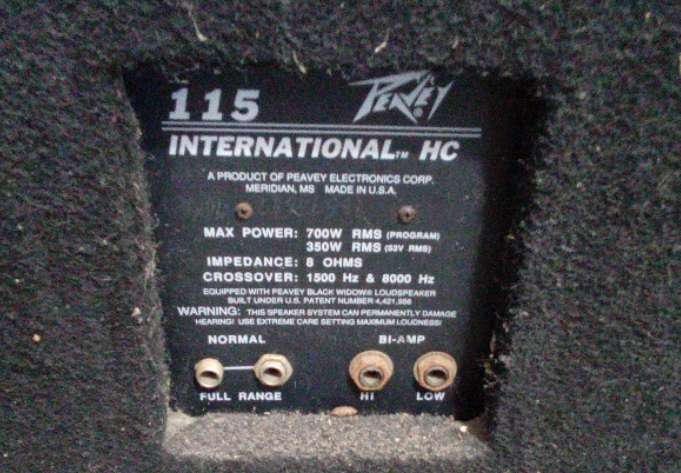 115 PEAVEY®
INTERNATIONAL™ HC
A PRODUCT OF PEAVEY ELECTRONICS CORP.
MERIDIAN, MS MADE IN U.S.A.
MAX POWER: 700W RMS (PROGRAM)
350W RMS (53V RMS)
IMPEDANCE: 8 OHMS
CROSSOVER: 1500 Hz & 8000 Hz
EQUIPPED WITH PEAVEY BLACK WIDOW® LOUDSPEAKER
BUILT UNDER U.S. PATENT NUMBER 4,421,956
WARNING: THIS SPEAKER SYSTEM CAN PERMANENTLY DAMAGE
HEARING! USE EXTREME CARE SETTING MAXIMUM LOUDNESS!
NORMAL BI-AMP
FULL RANGE HI LOW